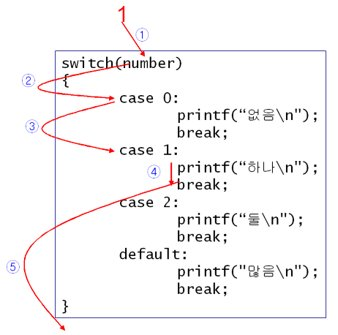 1
①
switch(number)
②
{
case 0:
printf(“없음\n");
③
break;
case 1:
④
printf(“하나\n");
break;
case 2:
printf(“둘\n");
break;
⑤
default:
printf("많음\n");
break;
}